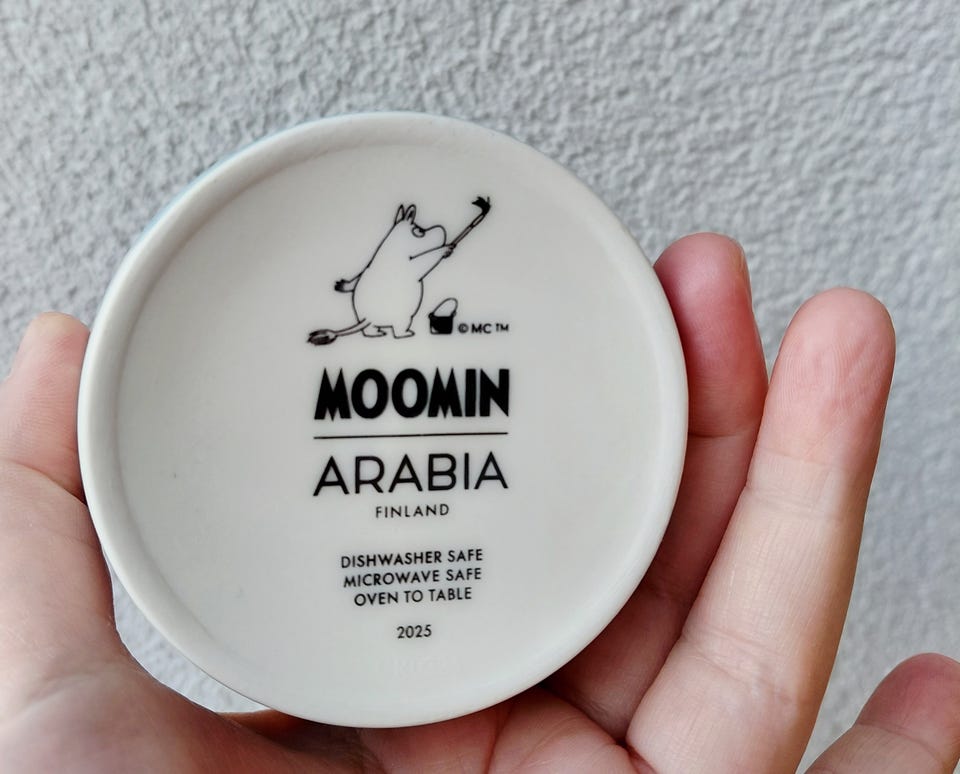 © MC ™
MOOMIN
ARABIA
FINLAND
DISHWASHER SAFE
MICROWAVE SAFE
OVEN TO TABLE
2025